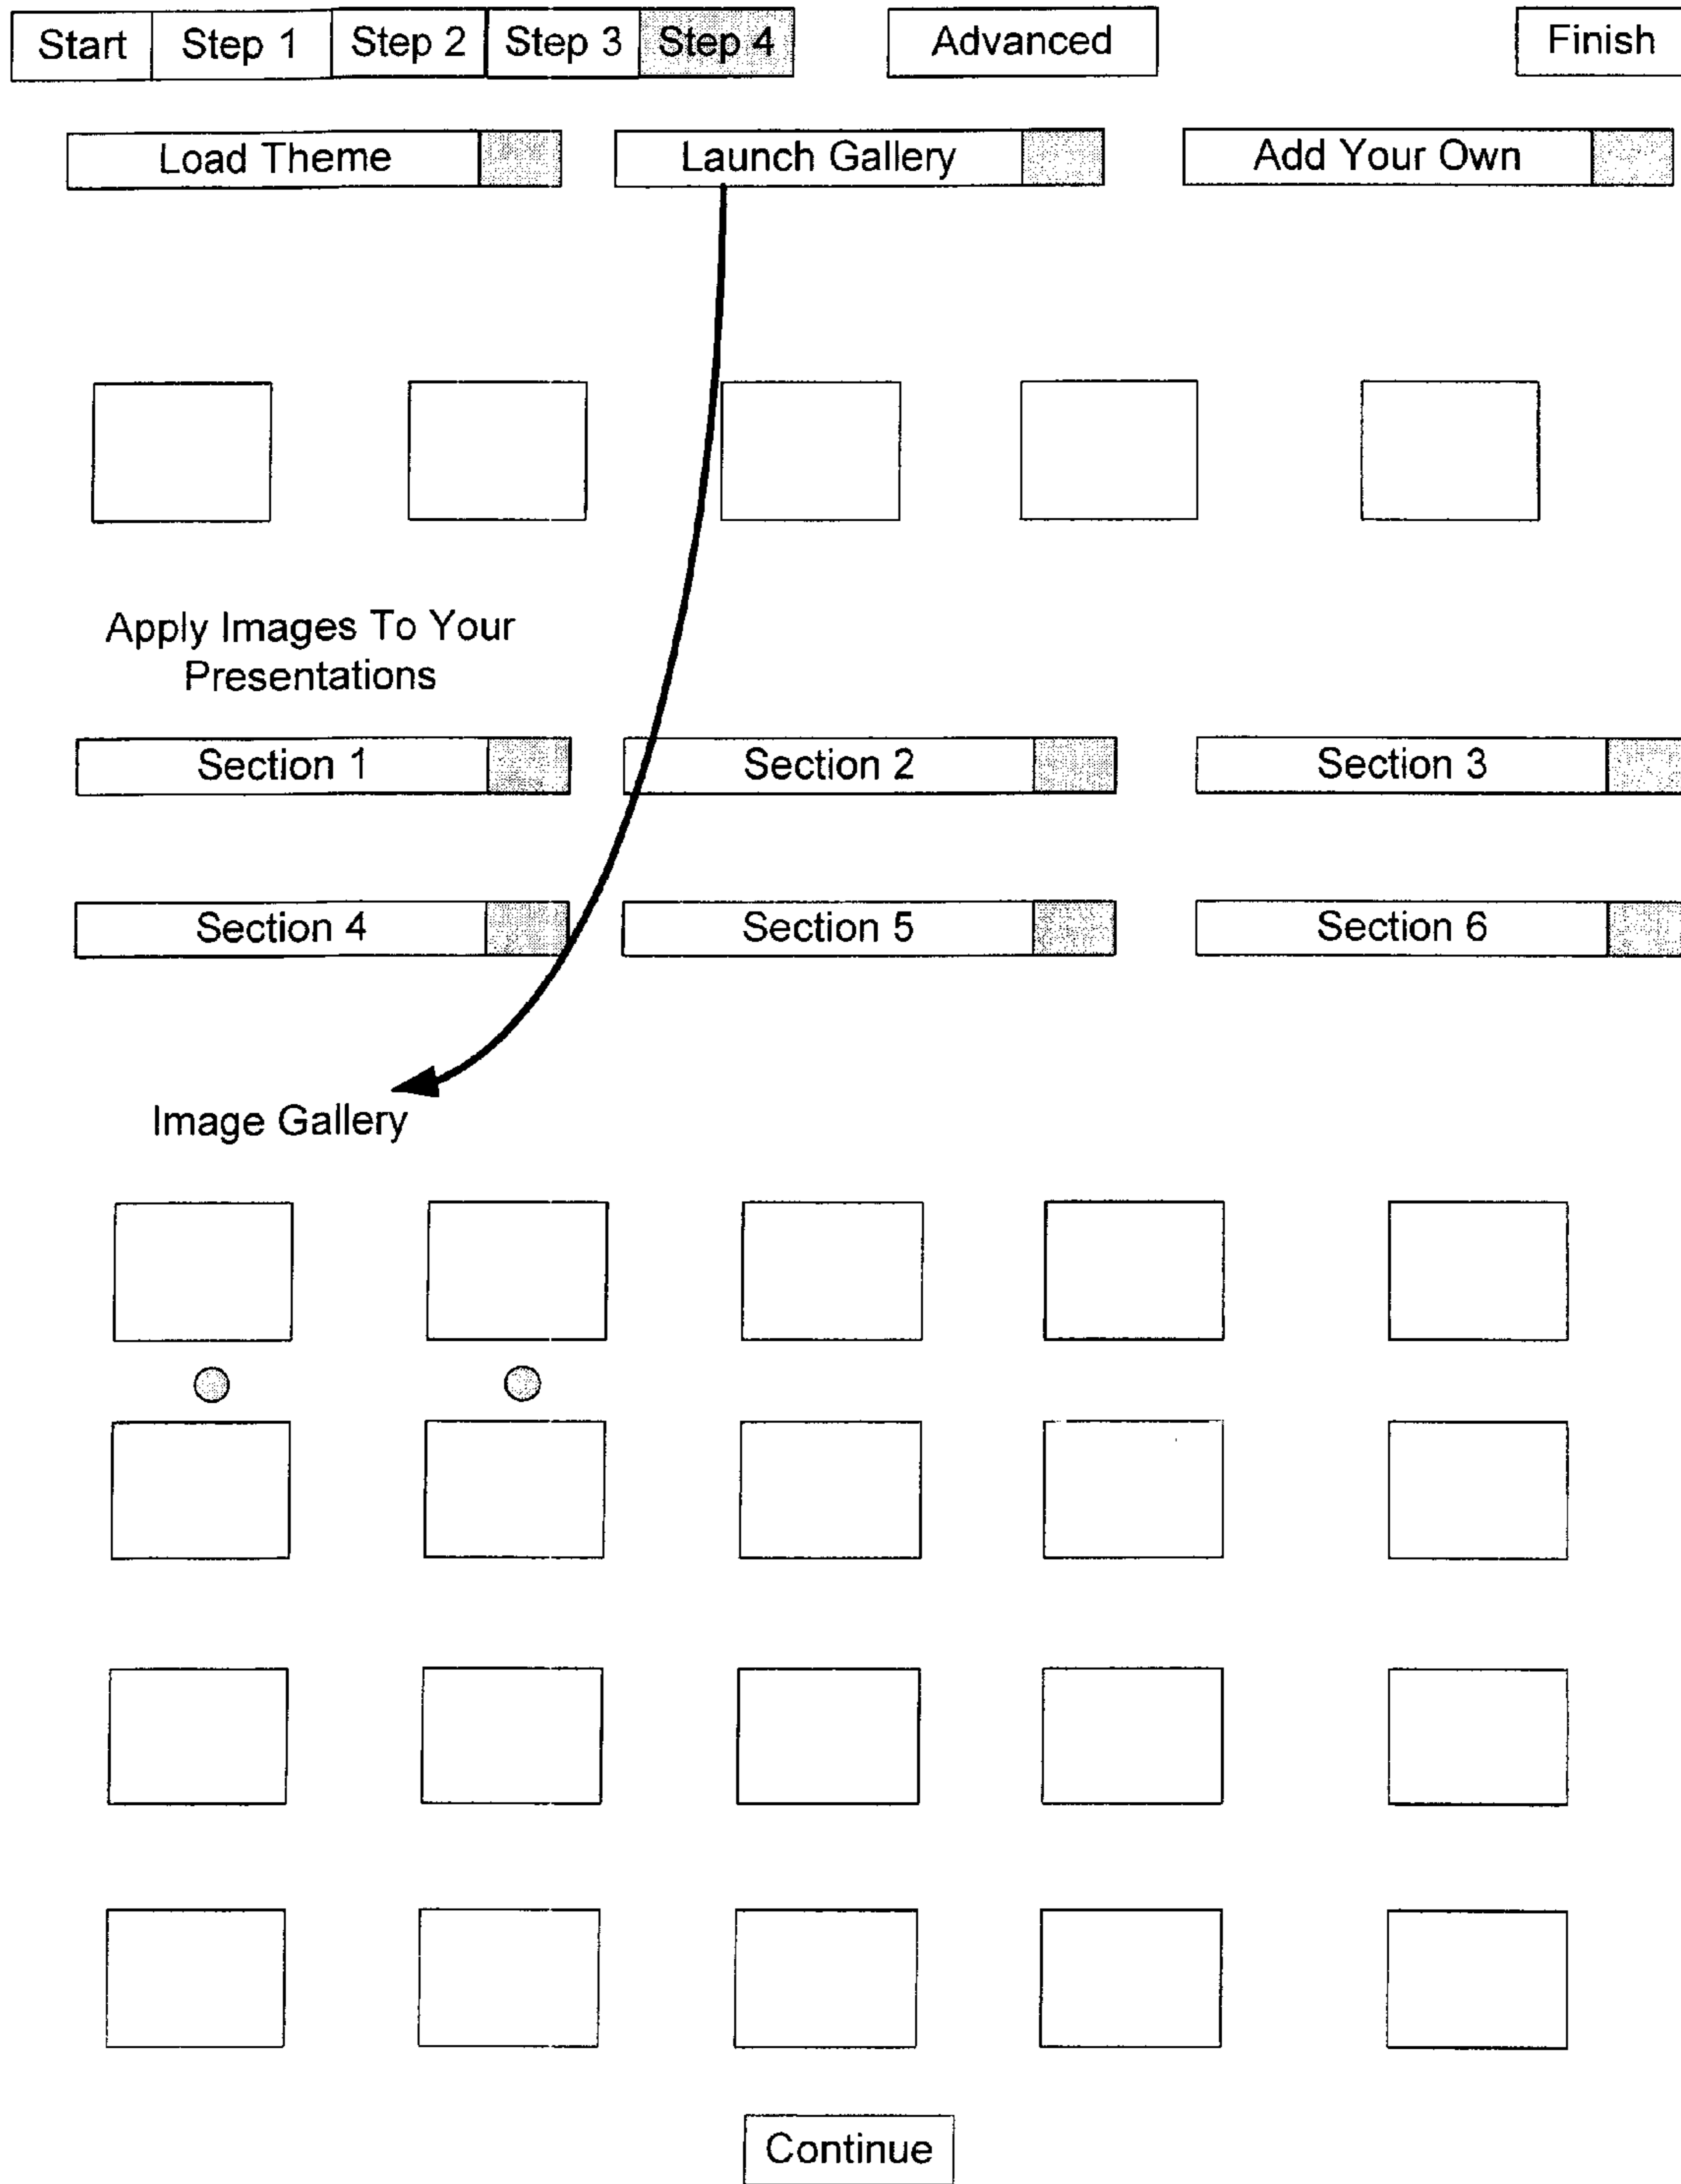 Start Step 1 Step 2 Step 3 Step 4 Advanced Finish
Load Theme Launch Gallery Add Your Own
Apply Images To Your
Presentations
Section 1 Section 2 Section 3
Section 4 Section 5 Section 6
Image Gallery
Continue